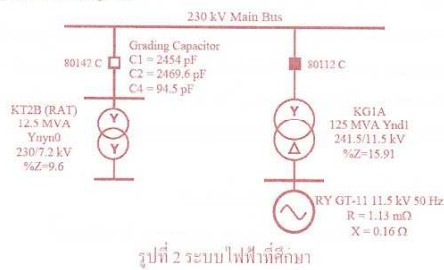 230 kV Main Bus
Grading Capacitor
80142 C
C1 = 2454 pF
C2 = 2469.6 pF
C4 = 94.5 pF
80112 C
KT2B (RAT)
12.5 MVA
Ynyn0
230/7.2 kV
%Z=9.6
Y
Y
Y
KG1A
125 MVA Ynd1
241.5/11.5 kV
%Z=15.91
RY GT-11 11.5 kV 50 Hz
R = 1.13 mΩ
X = 0.16 Ω
รูปที่ 2 ระบบไฟฟ้าที่ศึกษา